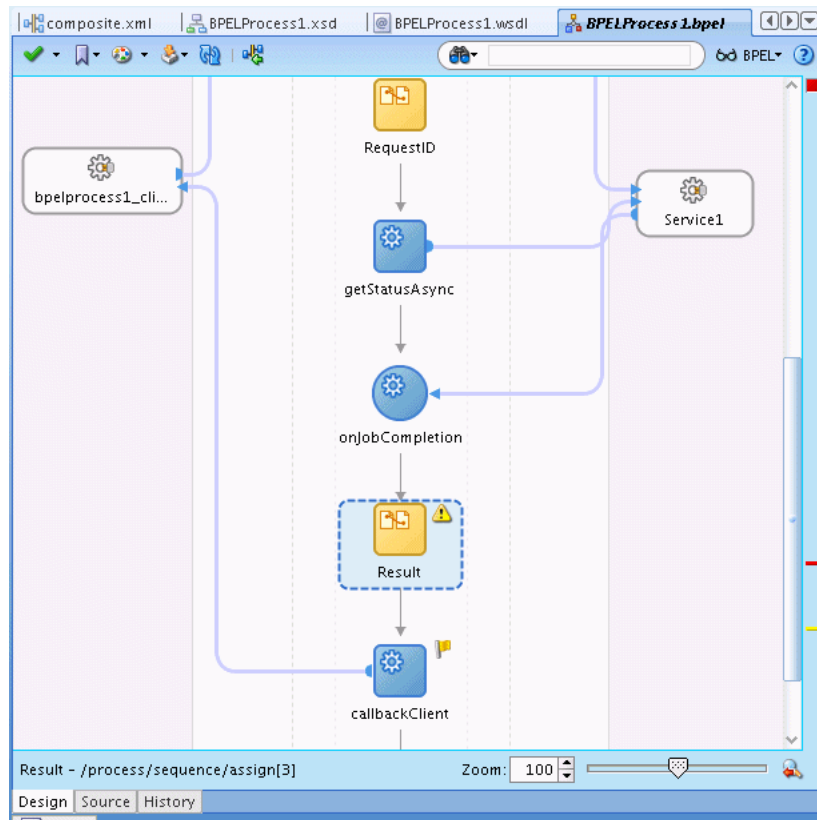 composite.xml BPELProcess1.xsd BPELProcess1.wsdl BPELProcess1.bpel
BPEL
RequestID
bpelprocess1_cli...
Service1
getStatusAsync
onJobCompletion
Result
callbackClient
Result - /process/sequence/assign[3] Zoom: 100
Design Source History